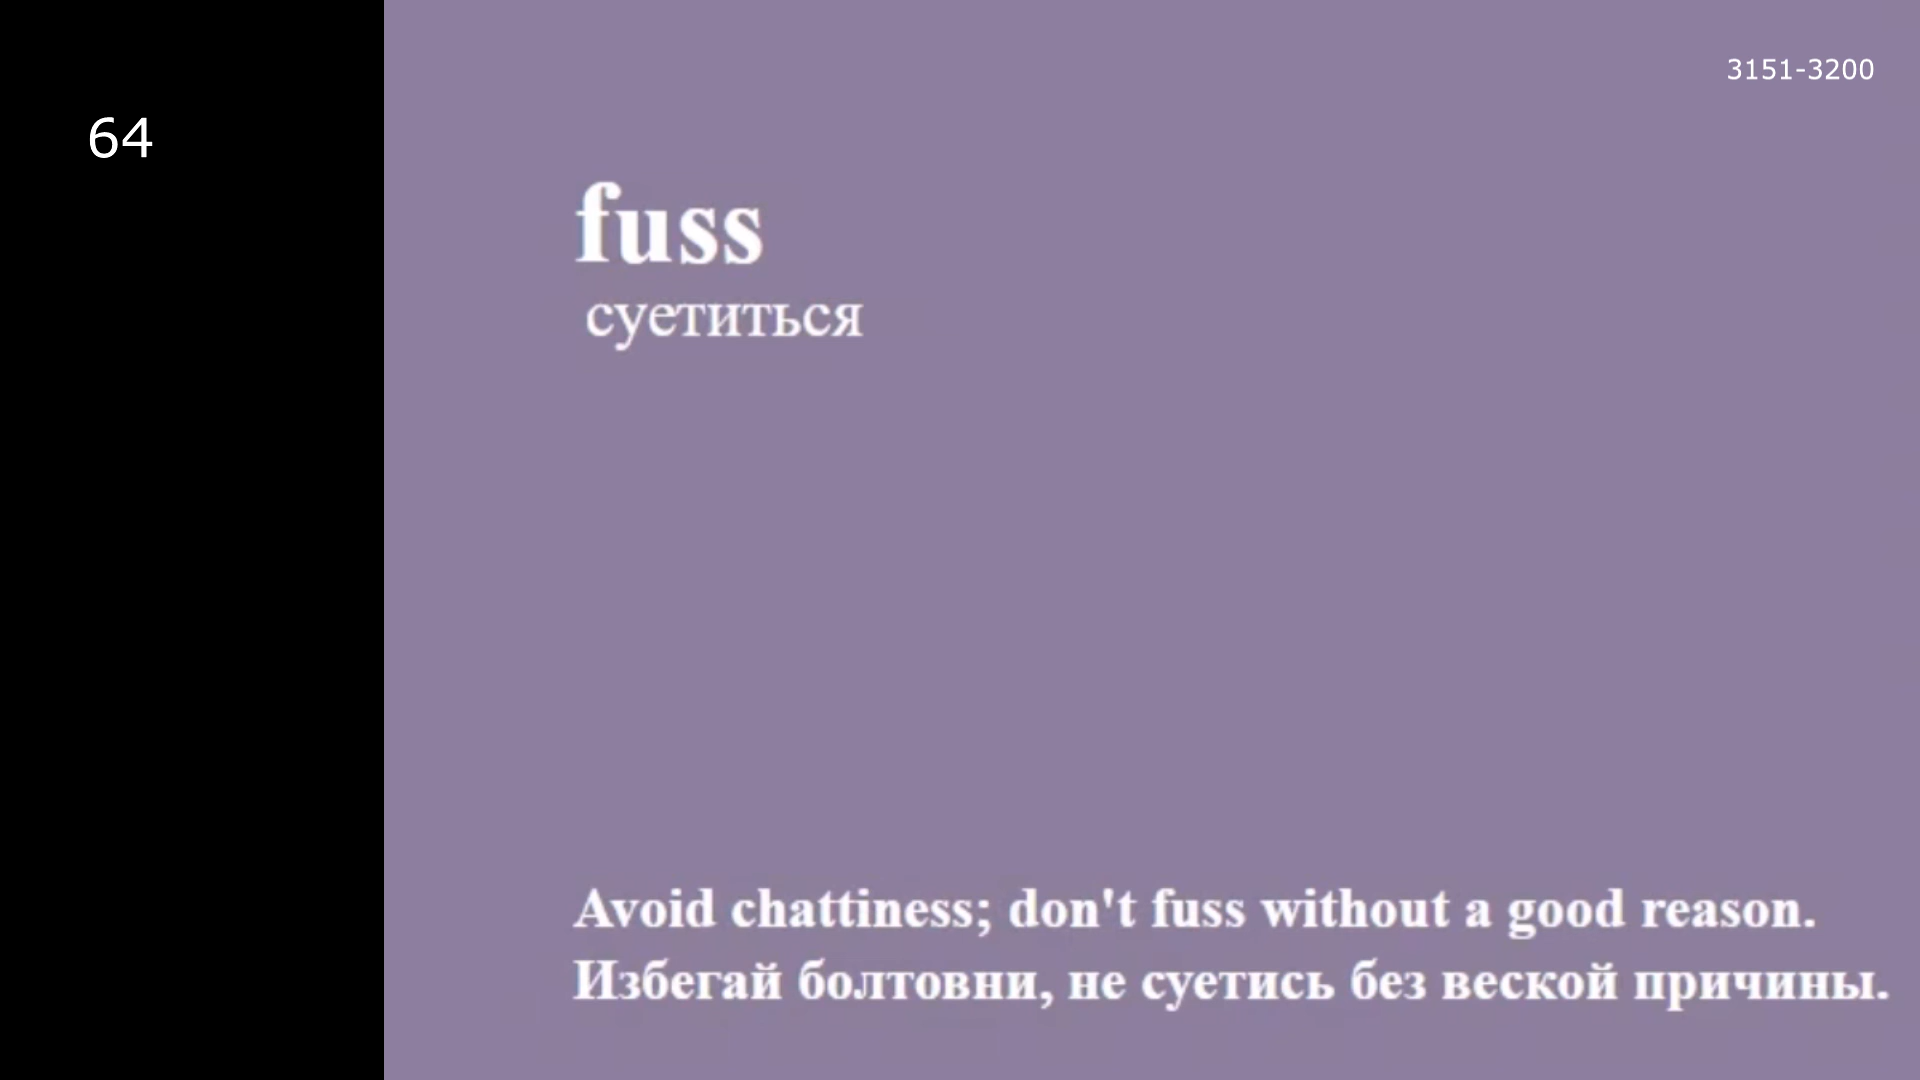 3151-3200
64
fuss
суетиться
Avoid chattiness; don't fuss without a good reason.
Избегай болтовни, не суетись без веской причины.